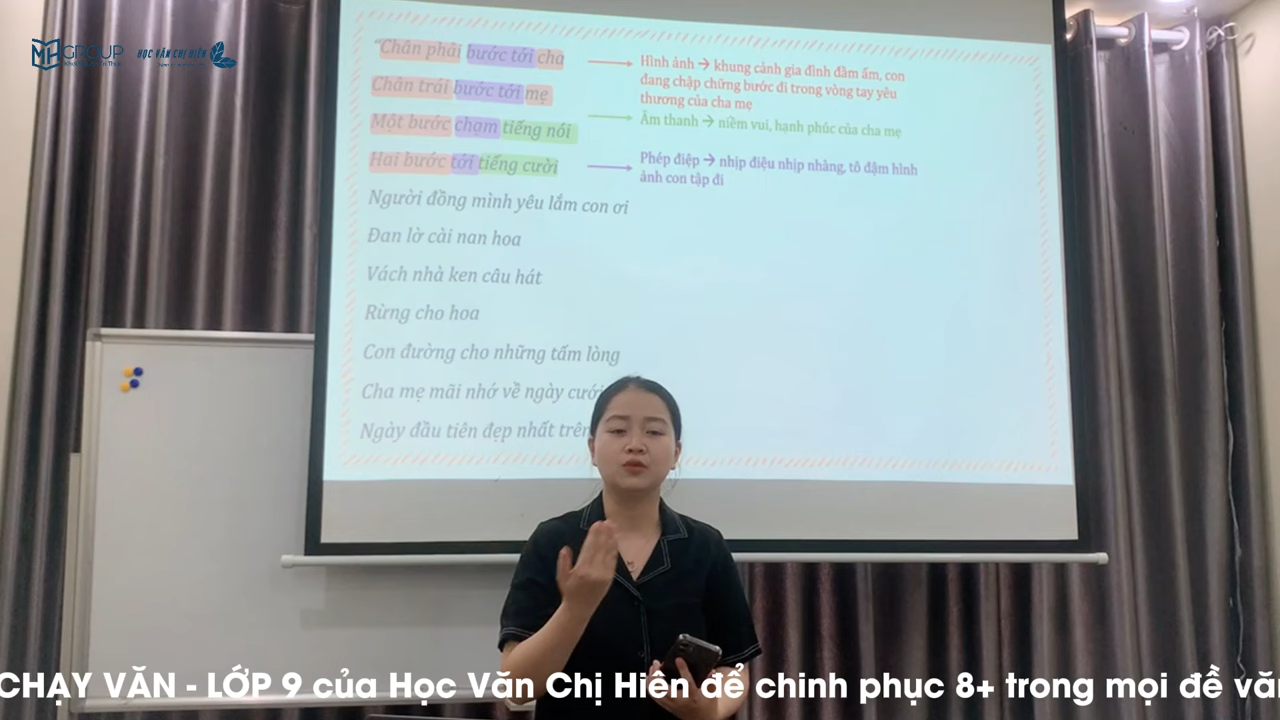 MH GROUP
HỌC VĂN CHỊ HIÊN
"Chân phải bước tới cha
Chân trái bước tới mẹ
Một bước chạm tiếng nói
Hai bước tới tiếng cười
Người đồng mình yêu lắm con ơi
Đan lờ cài nan hoa
Vách nhà ken câu hát
Rừng cho hoa
Con đường cho những tấm lòng
Cha mẹ mãi nhớ về ngày cưới
Ngày đầu tiên đẹp nhất trên
Hình ảnh → khung cảnh gia đình đầm ấm, con
đang chập chững bước đi trong vòng tay yêu
thương của cha mẹ
Âm thanh → niềm vui, hạnh phúc của cha mẹ
Phép điệp → nhịp điệu nhịp nhàng, tô đậm hình
ảnh con tập đi
CHẠY VĂN - LỚP 9 của Học Văn Chị Hiên để chinh phục 8+ trong mọi đề văn